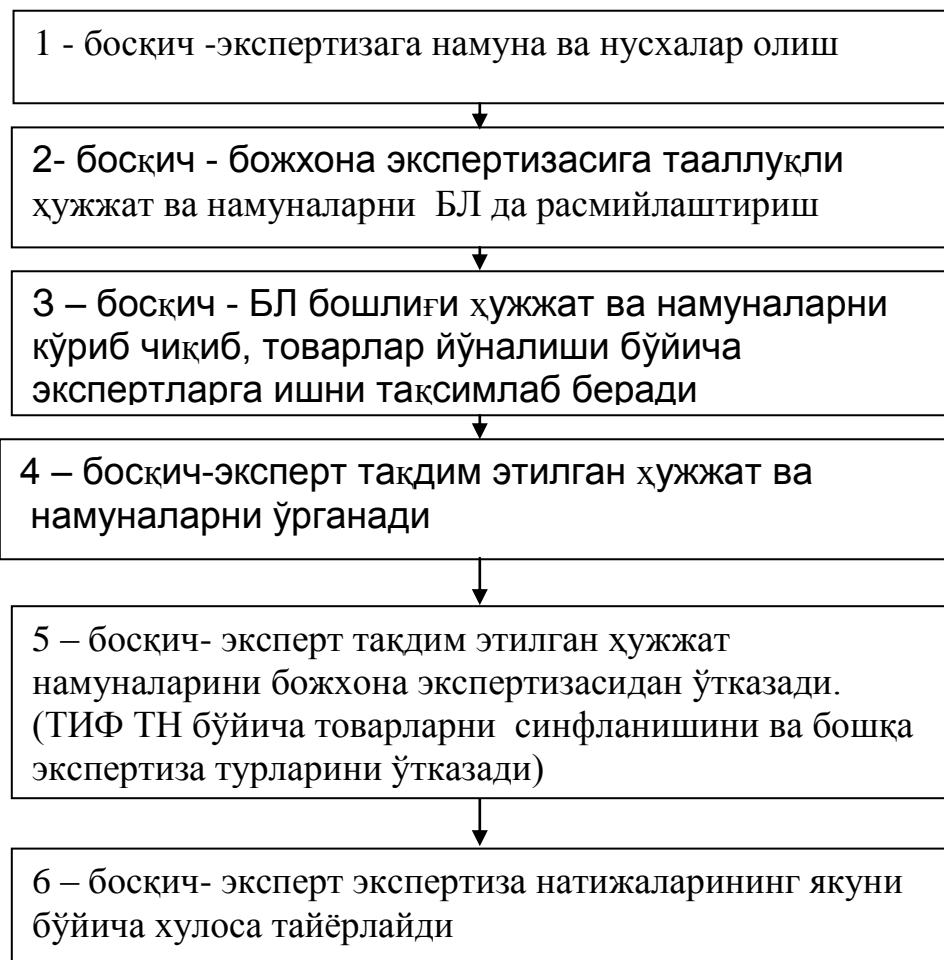 1 - босқич -экспертизага намуна ва нусхалар олиш
2- босқич - божхона экспертизасига тааллуқли
ҳужжат ва намуналарни БЛ да расмийлаштириш
3 – босқич - БЛ бошлиғи ҳужжат ва намуналарни
кўриб чиқиб, товарлар йўналиши бўйича
экспертларга ишни тақсимлаб беради
4 – босқич-эксперт тақдим этилган ҳужжат ва
намуналарни ўрганади
5 – босқич- эксперт тақдим этилган ҳужжат
намуналарини божхона экспертизасидан ўтказади.
(ТИФ ТН бўйича товарларни синфланишини ва бошқа
экспертиза турларини ўтказади)
6 – босқич- эксперт экспертиза натижаларининг якуни
бўйича хулоса тайёрлайди